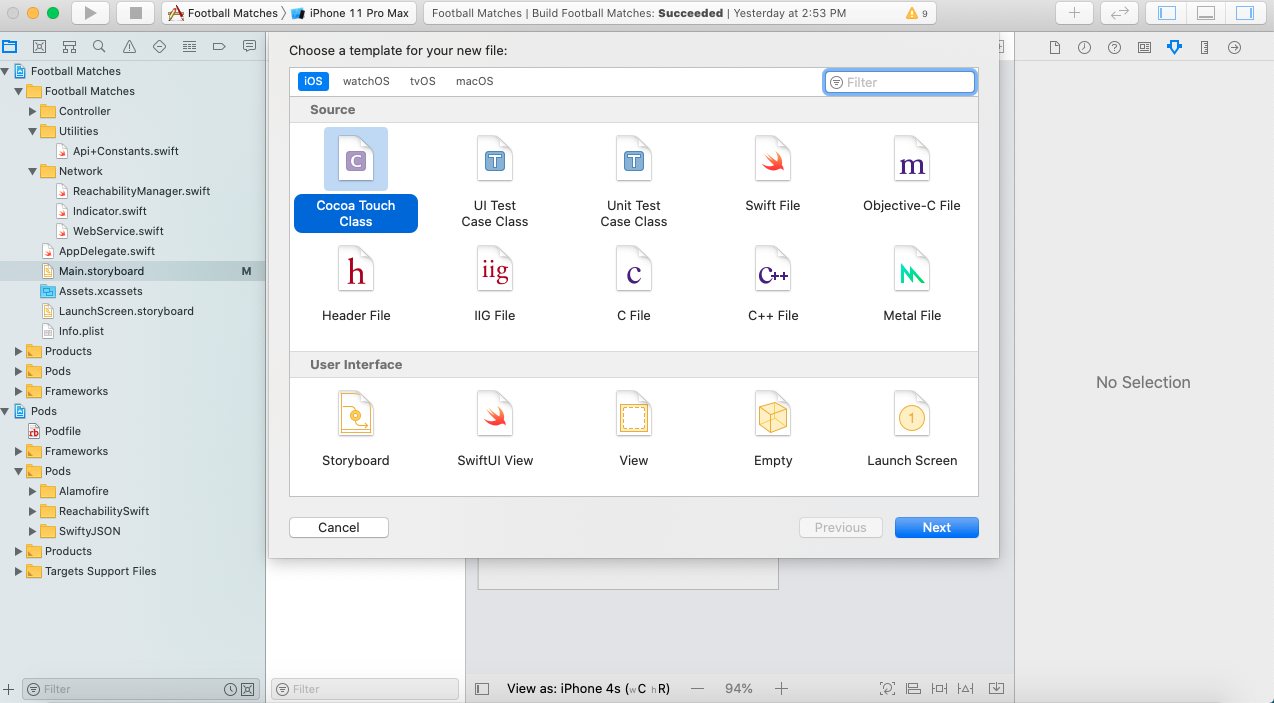 Football Matches
iPhone 11 Pro Max
Football Matches | Build Football Matches: Succeeded | Yesterday at 2:53 PM
9
Football Matches
Football Matches
Controller
Utilities
Api+Constants.swift
Network
ReachabilityManager.swift
Indicator.swift
WebService.swift
AppDelegate.swift
Main.storyboard
M
Assets.xcassets
LaunchScreen.storyboard
Info.plist
Products
Pods
Frameworks
Pods
Podfile
Frameworks
Pods
Alamofire
ReachabilitySwift
SwiftyJSON
Products
Targets Support Files
Filter
Choose a template for your new file:
iOS
watchOS
tvOS
macOS
Filter
Source
C
Cocoa Touch
Class
T
UI Test
Case Class
T
Unit Test
Case Class
Swift File
m
Objective-C File
h
Header File
iig
IIG File
c
C File
c++
C++ File
Metal File
User Interface
Storyboard
SwiftUI View
View
Empty
1
Launch Screen
Cancel
Previous
Next
No Selection
Filter
View as: iPhone 4s (wC hR)
94%